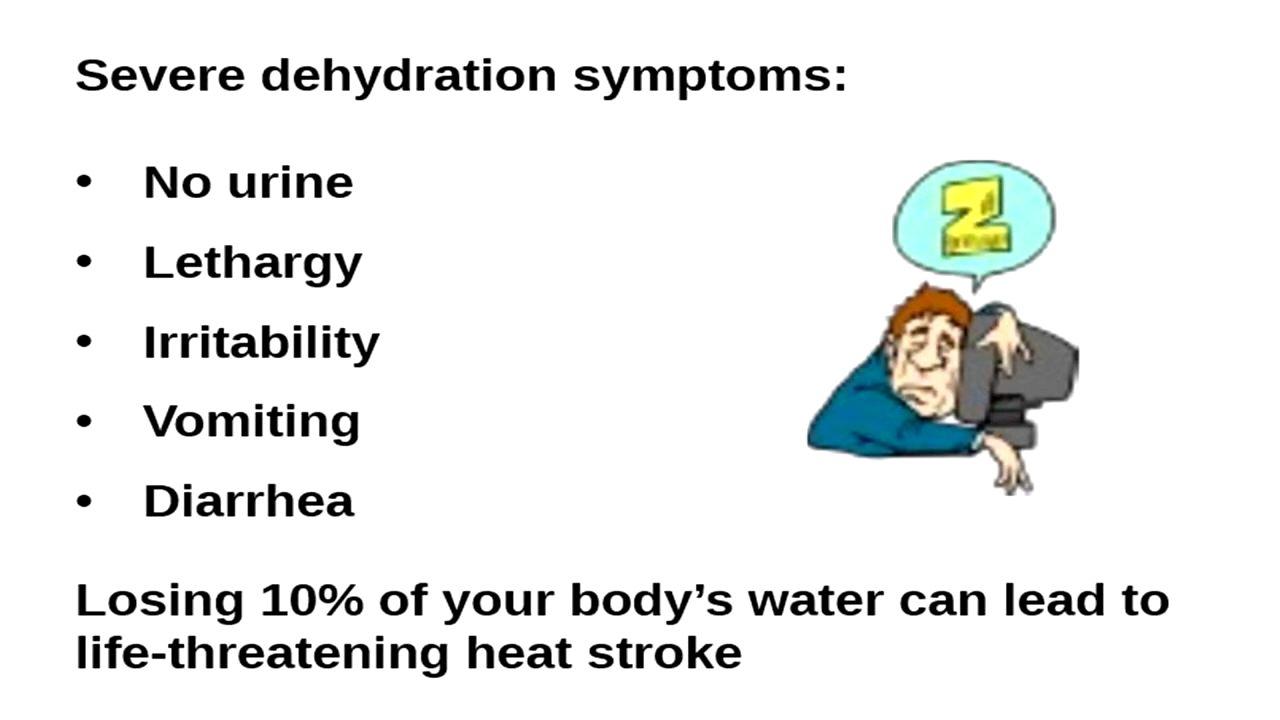 Severe dehydration symptoms:
• No urine
• Lethargy
• Irritability
• Vomiting
• Diarrhea
Z
Losing 10% of your body’s water can lead to
life-threatening heat stroke